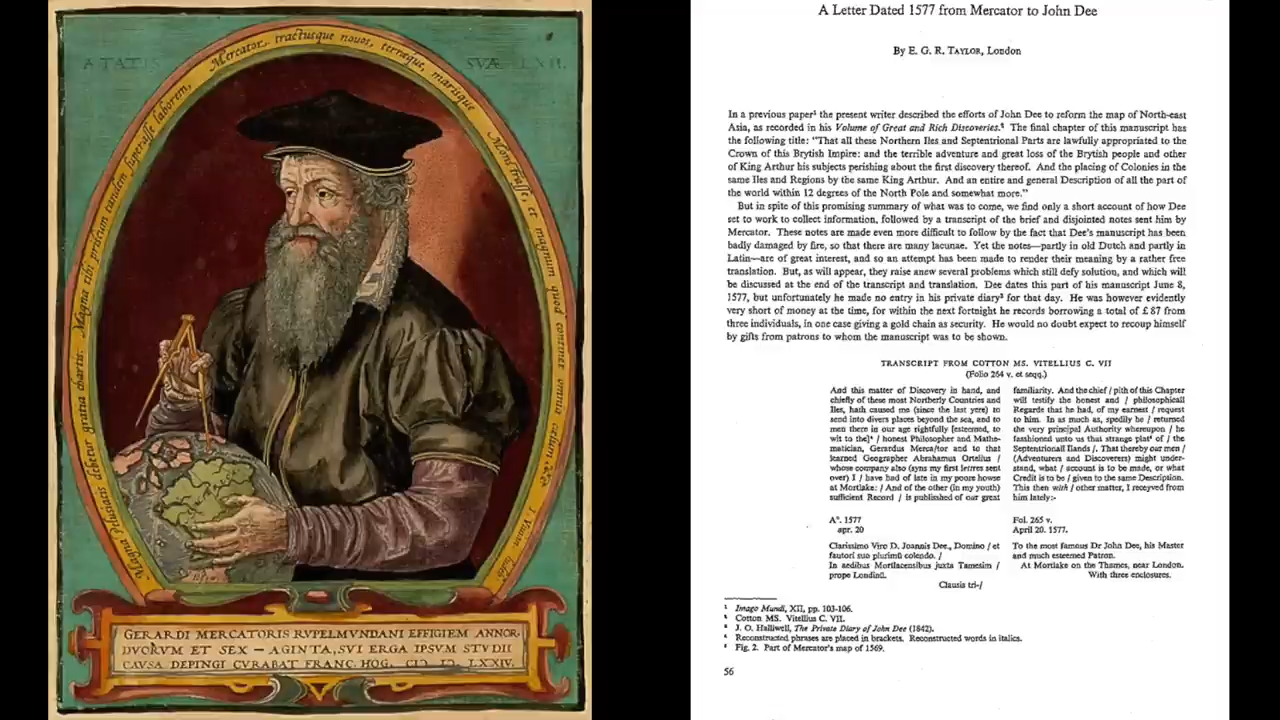 ÆTATIS SVÆ LXII.
Mercator, tractusque novos, terræque, marisque
Monstrasse, et magnum quod continet omnia cælum
superasse laborem,
Magna tibi priscum tandem
debetur gratia chartis.
GERARDI MERCATORIS RVPELMVNDANI EFFIGIEM ANNOR.
DVORVM ET SEX – AGINTA, SVI ERGA IPSVM STVDII
CAVSA DEPINGI CVRABAT FRANC. HOG. CIƆ. IƆ. LXXIV.
A Letter Dated 1577 from Mercator to John Dee
By E. G. R. TAYLOR, London
In a previous paper¹ the present writer described the efforts of John Dee to reform the map of North-east
Asia, as recorded in his Volume of Great and Rich Discoveries.² The final chapter of this manuscript has
the following title: "That all these Northern Iles and Septentrional Parts are lawfully appropriated to the
Crown of this Brytish Impire: and the terrible adventure and great loss of the Brytish people and other
of King Arthur his subjects perishing about the first discovery thereof. And the placing of Colonies in the
same Iles and Regions by the same King Arthur. And an entire and general Description of all the part of
the world within 12 degrees of the North Pole and somewhat more."
But in spite of this promising summary of what was to come, we find only a short account of how Dee
set to work to collect information, followed by a transcript of the brief and disjointed notes sent him by
Mercator. These notes are made even more difficult to follow by the fact that Dee's manuscript has been
badly damaged by fire, so that there are many lacunae. Yet the notes—partly in old Dutch and partly in
Latin—are of great interest, and so an attempt has been made to render their meaning by a rather free
translation. But, as will appear, they raise anew several problems which still defy solution, and which will
be discussed at the end of the transcript and translation. Dee dates this part of his manuscript June 8,
1577, but unfortunately he made no entry in his private diary³ for that day. He was however evidently
very short of money at the time, for within the next fortnight he records borrowing a total of £ 87 from
three individuals, in one case giving a gold chain as security. He would no doubt expect to recoup himself
by gifts from patrons to whom the manuscript was to be shown.
TRANSCRIPT FROM COTTON MS. VITELLIUS C. VII
(Folio 264 v. et seqq.)
And this matter of Discovery in hand, and
chiefly of these most Northerly Countries and
Iles, hath caused me (since the last yere) to
send into divers places beyond the sea, and to
men there in our age rightfully [esteemed, to
wit to the]⁴ / honest Philosopher and Mathe-
matician, Gerardus Merca/tor and to that
learned Geographer Abrahamus Ortelius /
whose company also (syns my first lettres sent
over) I / have had of late in my poore howse
at Mortlake: / And of the other (in my youth)
sufficient Record / is published of our great
familiarity. And the chief / pith of this Chapter
will testify the honest and / philosophicall
Regarde that he had, of my earnest / request
to him. In as much as, spedily he / returned
the very principal Authority whereupon / he
fasshioned unto us that strange plat⁵ of / the
Septentrionall Ilands /. That thereby our men /
(Adventurers and Discoverers) might under-
stand, what / account is to be made, or what
Credit is to be / given to the same Description.
This then with / other matter, I receyved from
him lately:-
A°. 1577
apr. 20
Clarissimo Viro D. Joannis Dee., Domino / et
fautori suo plurimū colendo. /
In aedibus Mortlacensibus juxta Tamesim /
prope Londinū.
Clausis tri-/
Fol. 265 v.
April 20. 1577.
To the most famous Dr John Dee, his Master
and much esteemed Patron.
At Mortlake on the Thames, near London.
With three enclosures.
¹ Imago Mundi, XII, pp. 103-106.
² Cotton MS. Vitellius C. VII.
³ J. O. Halliwell, The Private Diary of John Dee (1842).
⁴ Reconstructed phrases are placed in brackets. Reconstructed words in italics.
⁵ Fig. 2. Part of Mercator's map of 1569.
56